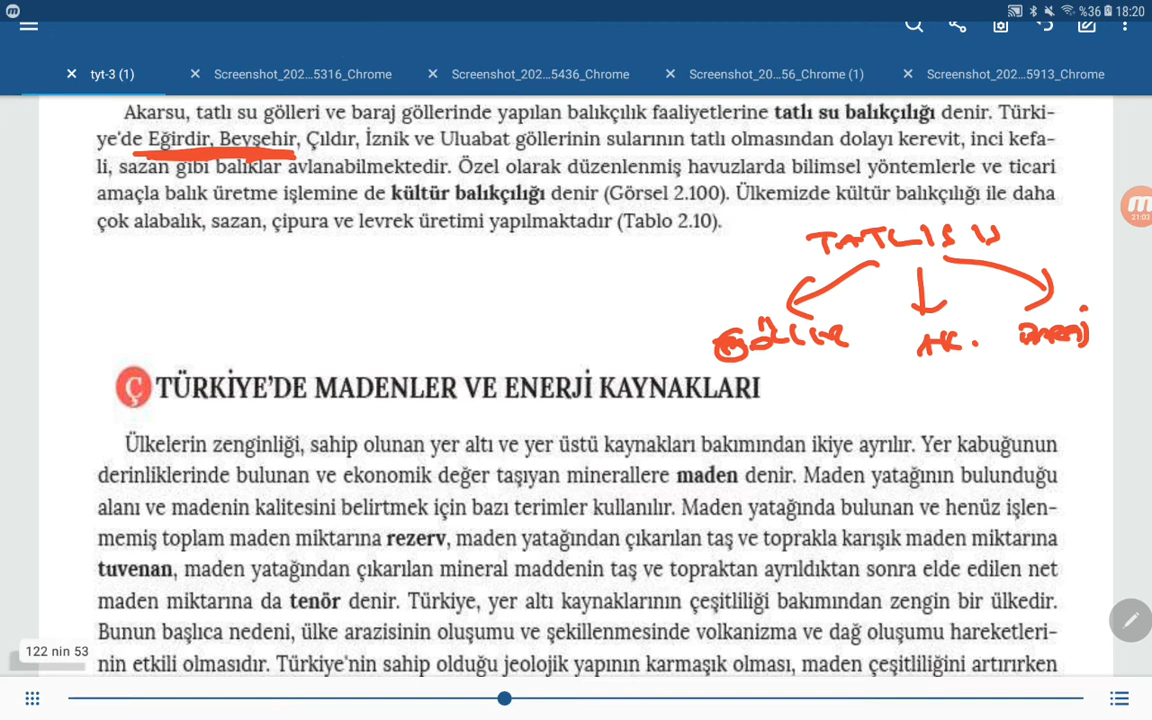 %36 18:20
tyt-3 (1)
Screenshot_202...5316_Chrome
Screenshot_202...5436_Chrome
Screenshot_20...56_Chrome (1)
Screenshot_202...5913_Chrome
Akarsu, tatlı su gölleri ve baraj göllerinde yapılan balıkçılık faaliyetlerine tatlı su balıkçılığı denir. Türki-
ye'de Eğirdir, Beyşehir, Çıldır, İznik ve Uluabat göllerinin sularının tatlı olmasından dolayı kerevit, inci kefa-
li, sazan gibi balıklar avlanabilmektedir. Özel olarak düzenlenmiş havuzlarda bilimsel yöntemlerle ve ticari
amaçla balık üretme işlemine de kültür balıkçılığı denir (Görsel 2.100). Ülkemizde kültür balıkçılığı ile daha
çok alabalık, sazan, çipura ve levrek üretimi yapılmaktadır (Tablo 2.10).
21:03
TATLISU
AK.
Ç TÜRKİYE'DE MADENLER VE ENERJİ KAYNAKLARI
Ülkelerin zenginliği, sahip olunan yer altı ve yer üstü kaynakları bakımından ikiye ayrılır. Yer kabuğunun
derinliklerinde bulunan ve ekonomik değer taşıyan minerallere maden denir. Maden yatağının bulunduğu
alanı ve madenin kalitesini belirtmek için bazı terimler kullanılır. Maden yatağında bulunan ve henüz işlen-
memiş toplam maden miktarına rezerv, maden yatağından çıkarılan taş ve toprakla karışık maden miktarına
tuvenan, maden yatağından çıkarılan mineral maddenin taş ve topraktan ayrıldıktan sonra elde edilen net
maden miktarına da tenör denir. Türkiye, yer altı kaynaklarının çeşitliliği bakımından zengin bir ülkedir.
Bunun başlıca nedeni, ülke arazisinin oluşumu ve şekillenmesinde volkanizma ve dağ oluşumu hareketleri-
nin etkili olmasıdır. Türkiye'nin sahip olduğu jeolojik yapının karmaşık olması, maden çeşitliliğini artırırken
122 nin 53